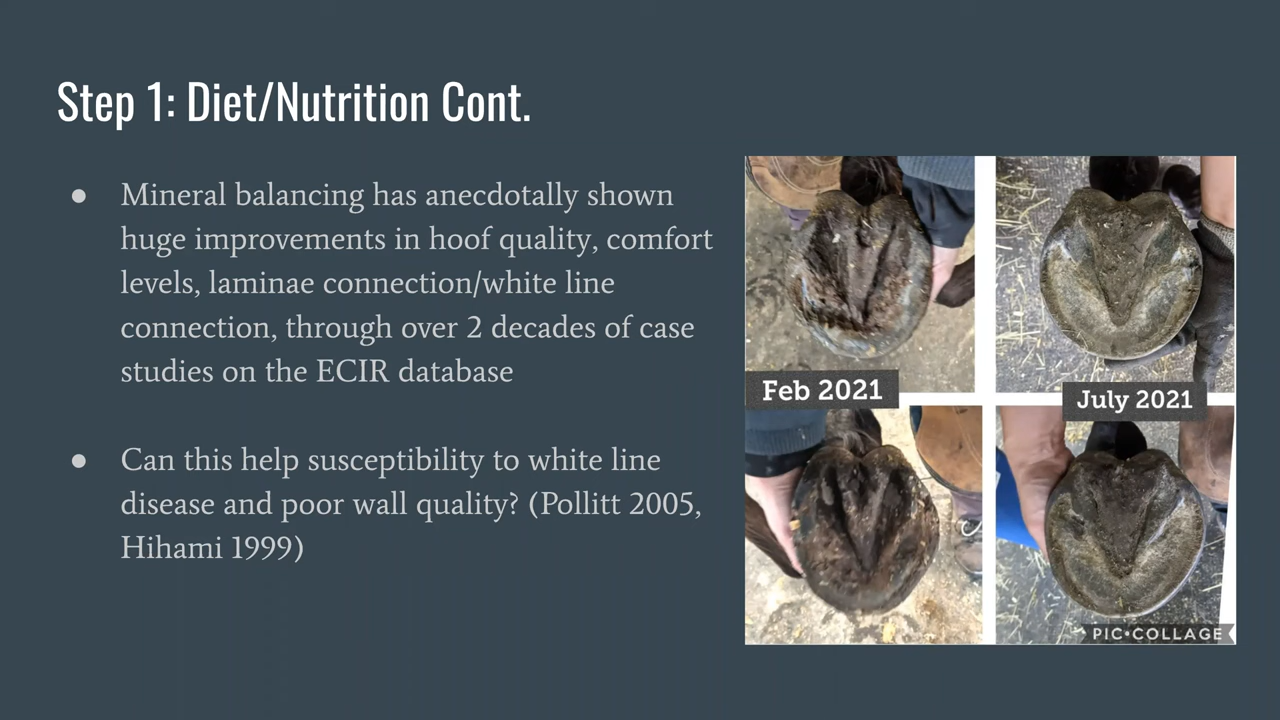 Step 1: Diet/Nutrition Cont.
● Mineral balancing has anecdotally shown
huge improvements in hoof quality, comfort
levels, laminae connection/white line
connection, through over 2 decades of case
studies on the ECIR database
● Can this help susceptibility to white line
disease and poor wall quality? (Pollitt 2005,
Hihami 1999)
Feb 2021
July 2021
PIC•COLLAGE